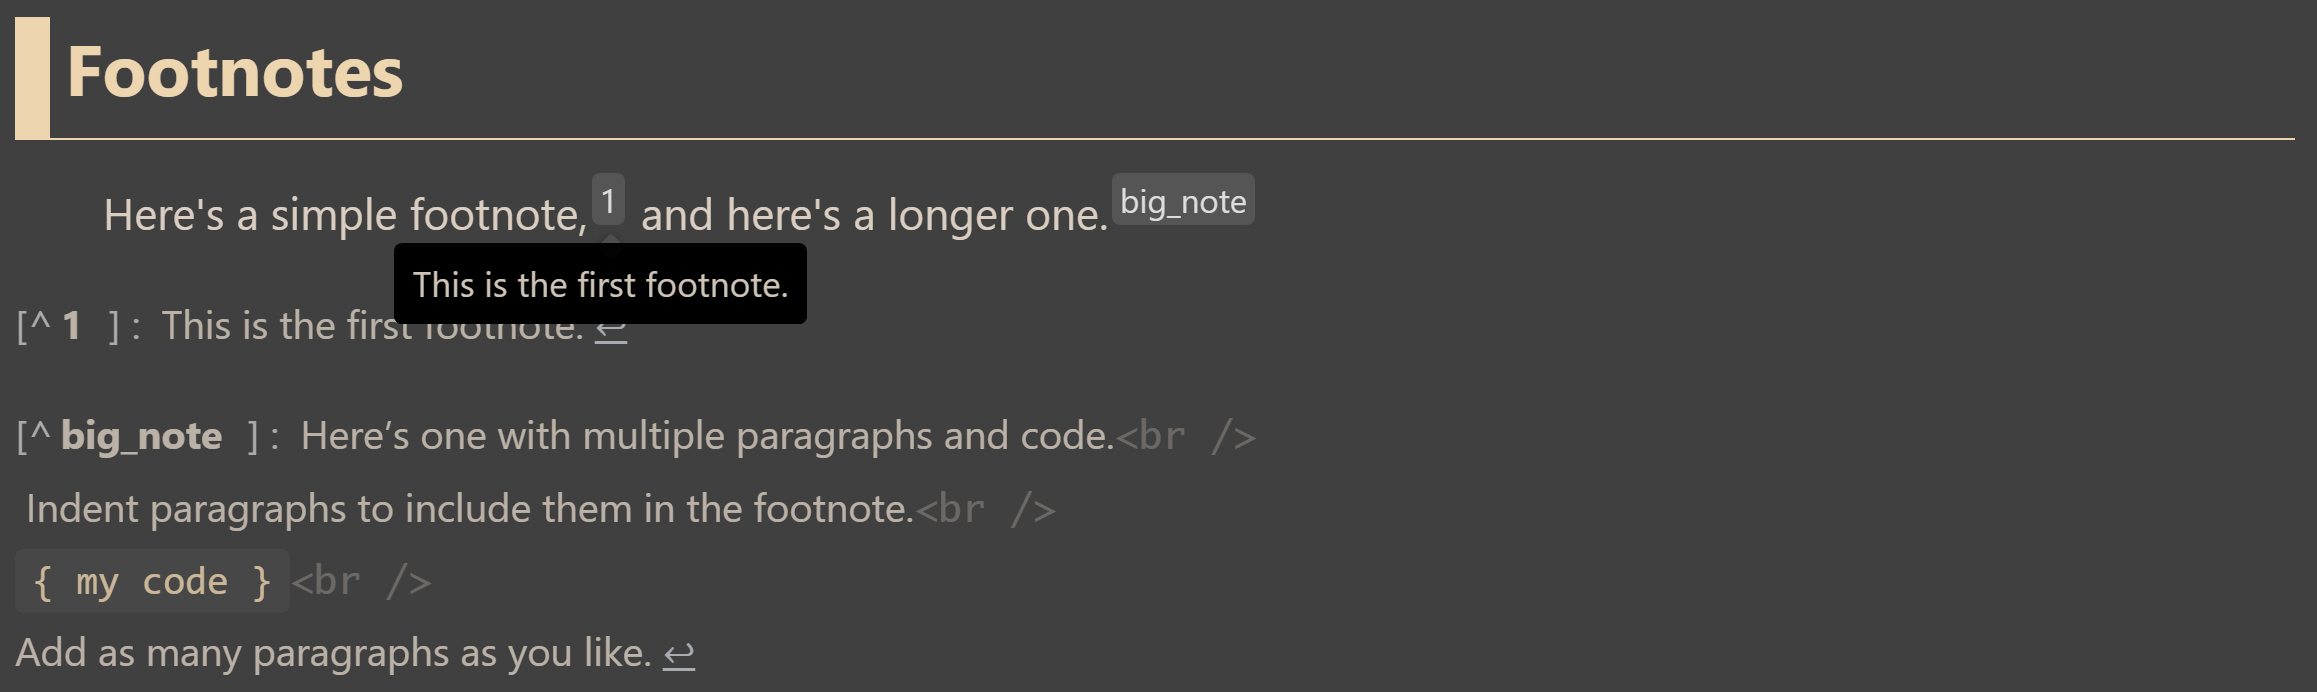 Footnotes
Here's a simple footnote,1 and here's a longer one.big_note
This is the first footnote.
[^ 1 ] : This is the first footnote. ↩
[^ big_note ] : Here’s one with multiple paragraphs and code.<br />
Indent paragraphs to include them in the footnote.<br />
{ my code }<br />
Add as many paragraphs as you like. ↩